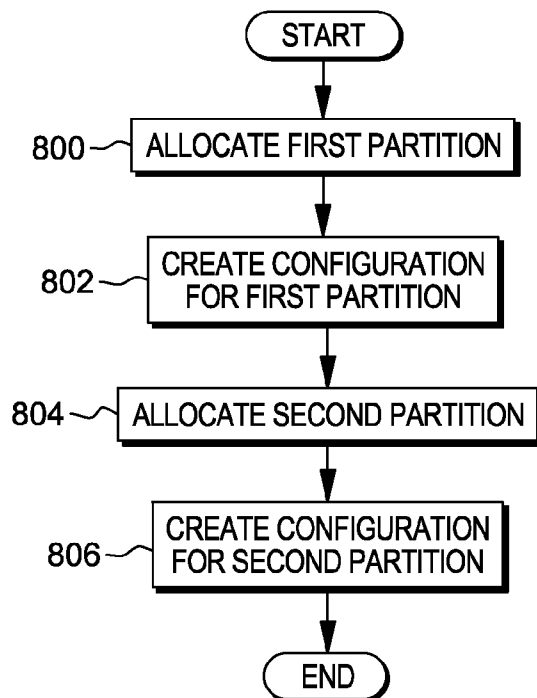 START
800
ALLOCATE FIRST PARTITION
802
CREATE CONFIGURATION
FOR FIRST PARTITION
804
ALLOCATE SECOND PARTITION
806
CREATE CONFIGURATION
FOR SECOND PARTITION
END